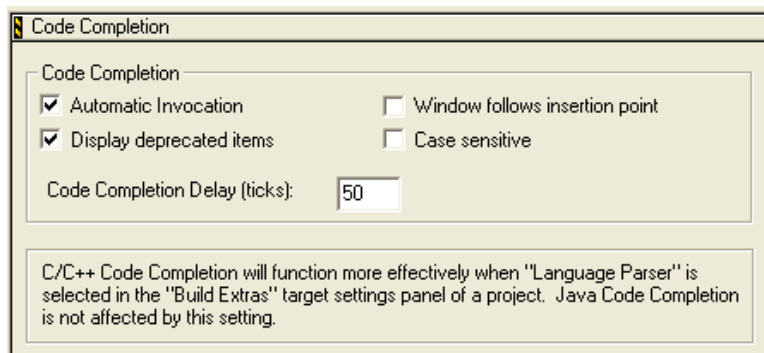 Code Completion
Code Completion
Automatic Invocation
Window follows insertion point
Display deprecated items
Case sensitive
Code Completion Delay (ticks): 50
C/C++ Code Completion will function more effectively when "Language Parser" is
selected in the "Build Extras" target settings panel of a project. Java Code Completion
is not affected by this setting.